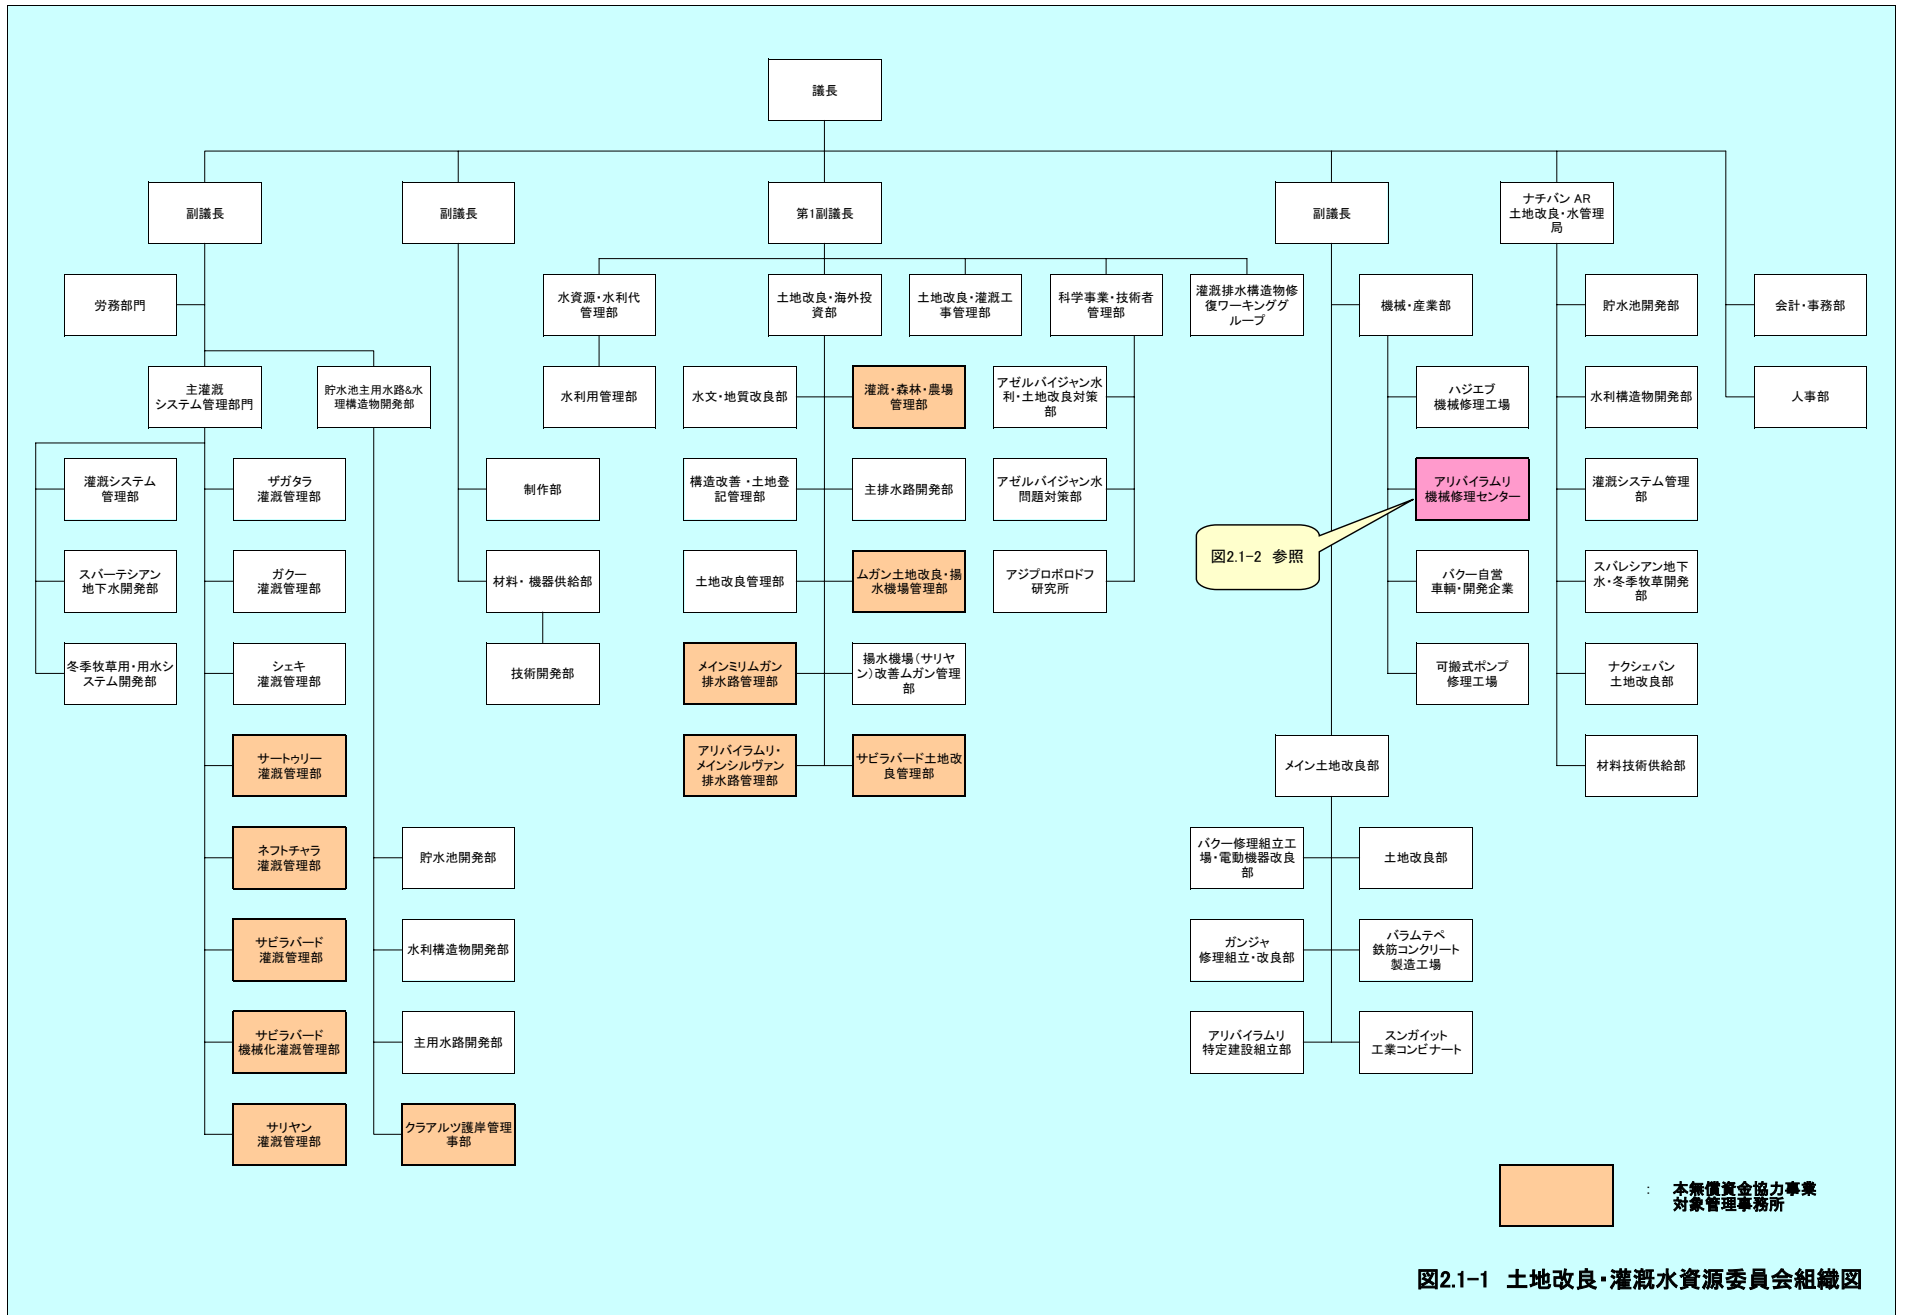 議長
副議長
副議長
第1副議長
副議長
ナチバン AR
土地改良・水管理
局
労務部門
水資源・水利代
管理部
土地改良・海外投
資部
土地改良・灌漑工
事管理部
科学事業・技術者
管理部
灌漑排水構造物修
復ワーキンググ
ループ
機械・産業部
貯水池開発部
会計・事務部
主灌漑
システム管理部門
貯水池主用水路&水
理構造物開発部
水利用管理部
水文・地質改良部
灌漑・森林・農場
管理部
アゼルバイジャン水
利・土地改良対策
部
ハジエブ
機械修理工場
水利構造物開発部
人事部
灌漑システム
管理部
ザガタラ
灌漑管理部
制作部
構造改善・土地登
記管理部
主排水路開発部
アゼルバイジャン水
問題対策部
アリバイラムリ
機械修理センター
灌漑システム管理
部
図2.1-2 参照
スバーテシアン
地下水開発部
ガクー
灌漑管理部
材料・機器供給部
土地改良管理部
ムガン土地改良・揚
水機場管理部
アジプロボロドフ
研究所
バクー自営
車輌・開発企業
スバレシアン地下
水・冬季牧草開発
部
冬季牧草用・用水シ
ステム開発部
シェキ
灌漑管理部
技術開発部
メインミリムガン
排水路管理部
揚水機場(サリヤ
ン)改善ムガン管理
部
可搬式ポンプ
修理工場
ナクシェバン
土地改良部
サートゥリー
灌漑管理部
アリバイラムリ・
メインシルヴァン
排水路管理部
サビラバード土地改
良管理部
メイン土地改良部
材料技術供給部
ネフトチャラ
灌漑管理部
貯水池開発部
バクー修理組立工
場・電動機器改良
部
土地改良部
サビラバード
灌漑管理部
水利構造物開発部
ガンジャ
修理組立・改良部
バラムテペ
鉄筋コンクリート
製造工場
サビラバード
機械化灌漑管理部
主用水路開発部
アリバイラムリ
特定建設組立部
スンガイット
工業コンビナート
サリヤン
灌漑管理部
クラアルツ護岸管理
事部
: 本無償資金協力事業
対象管理事務所
図2.1-1 土地改良・灌漑水資源委員会組織図